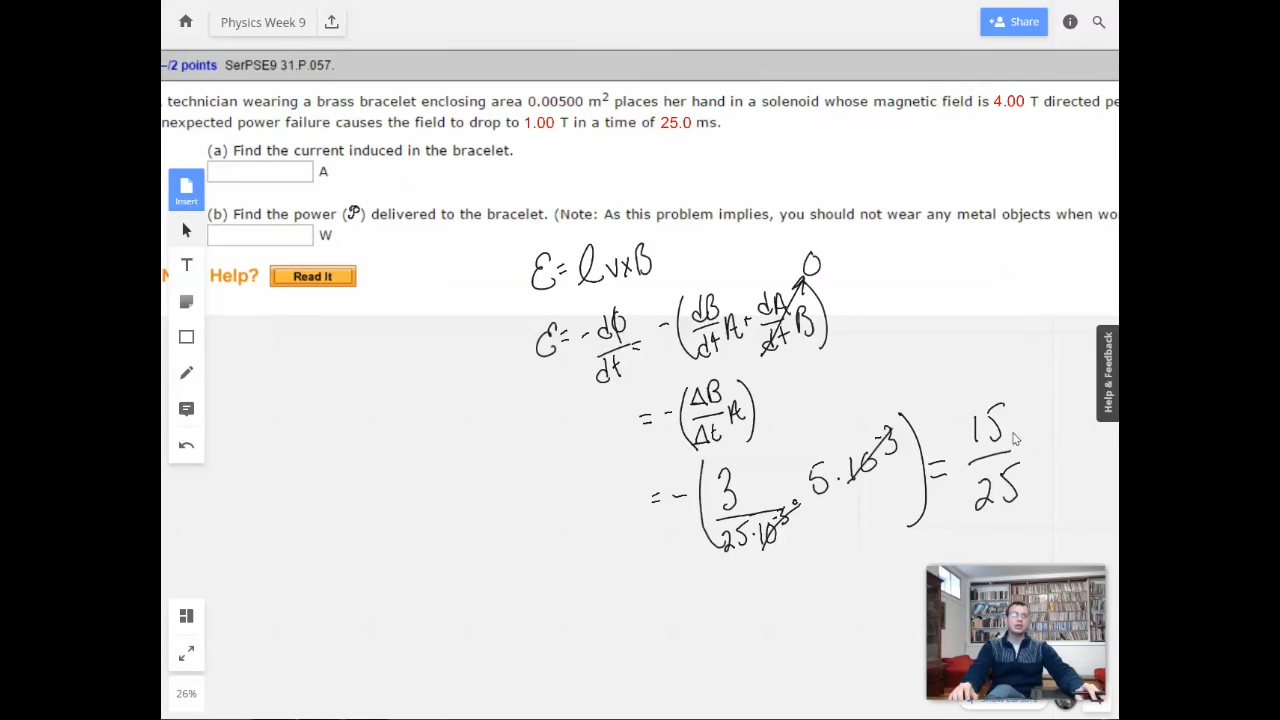 Physics Week 9
Share
-/2 points SerPSE9 31.P.057.
technician wearing a brass bracelet enclosing area 0.00500 m² places her hand in a solenoid whose magnetic field is 4.00 T directed pe
nexpected power failure causes the field to drop to 1.00 T in a time of 25.0 ms.
(a) Find the current induced in the bracelet.
A
(b) Find the power (𝒫) delivered to the bracelet. (Note: As this problem implies, you should not wear any metal objects when wo
W
Help? Read It
Insert
T
ℰ = ℓ v×B
0
ℰ = - dϕ/dt = -(dB/dt A + dA/dt B)
= -(ΔB/Δt A)
= -(3/(25·10⁻³) · 5·10⁻³) = 15/25
Help & Feedback
26%